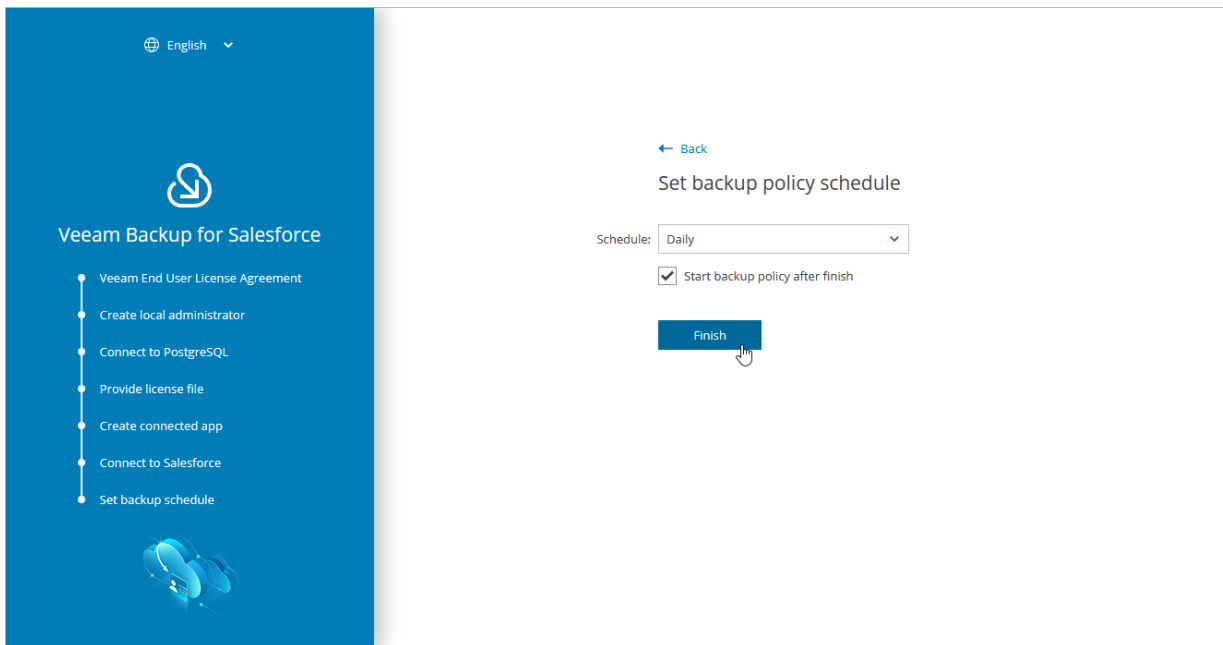 English
Veeam Backup for Salesforce
Veeam End User License Agreement
Create local administrator
Connect to PostgreSQL
Provide license file
Create connected app
Connect to Salesforce
Set backup schedule
Back
Set backup policy schedule
Schedule: Daily
Start backup policy after finish
Finish